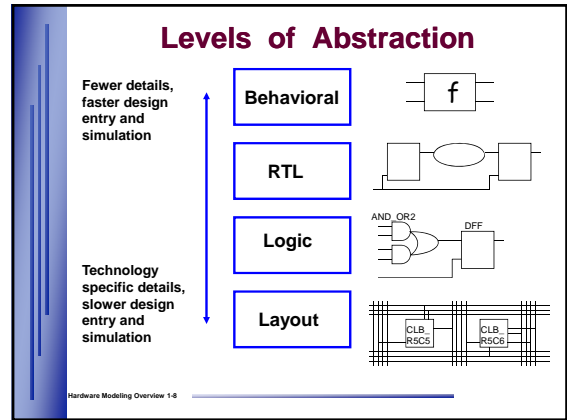 Levels of Abstraction
Fewer details,
faster design
entry and
simulation
Behavioral
f
RTL
Logic
AND_OR2
DFF
Technology
specific details,
slower design
entry and
simulation
Layout
CLB_
R5C5
CLB_
R5C6
Hardware Modeling Overview 1-8